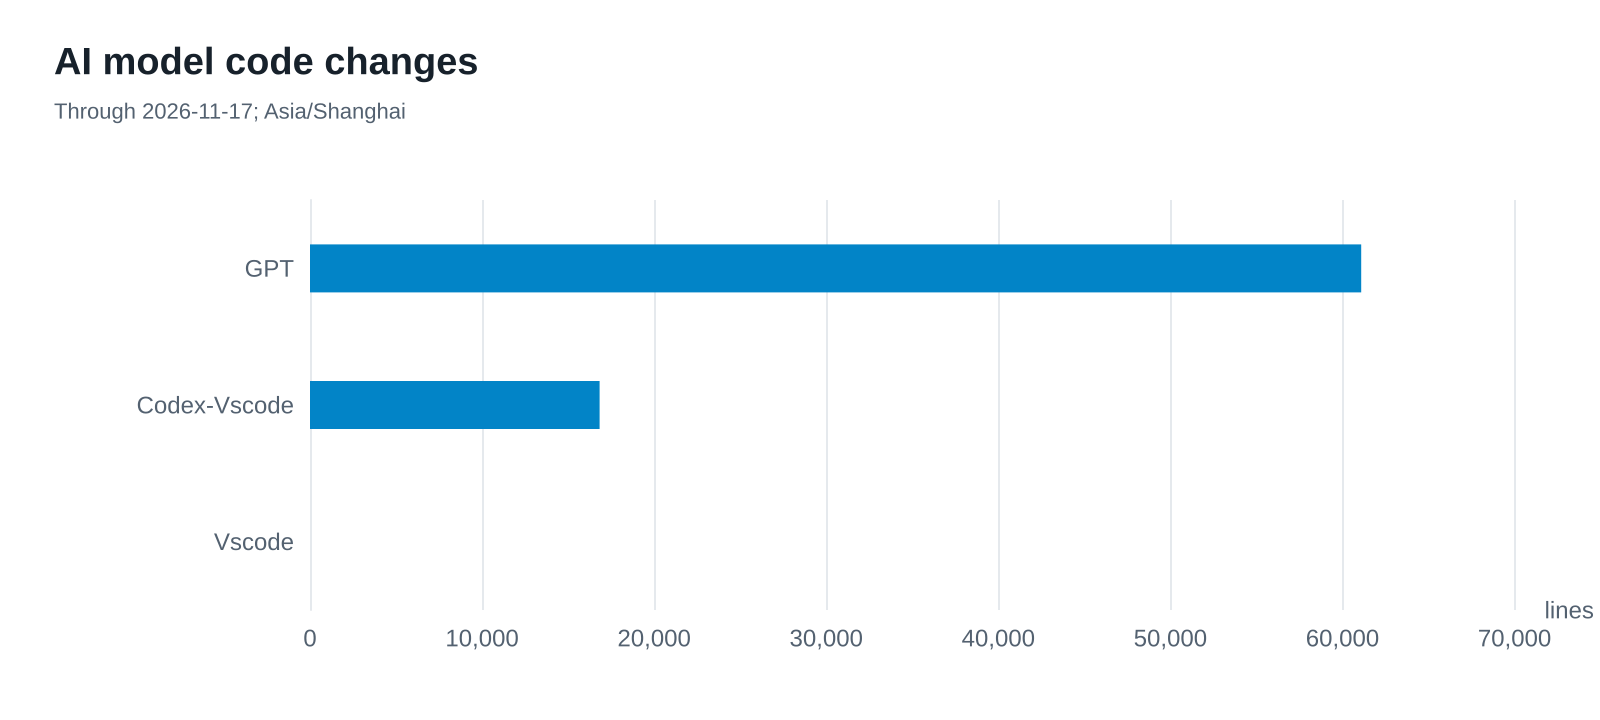 AI model code changes
Through 2026-11-17; Asia/Shanghai
GPT
Codex-Vscode
Vscode
lines
0 10,000 20,000 30,000 40,000 50,000 60,000 70,000